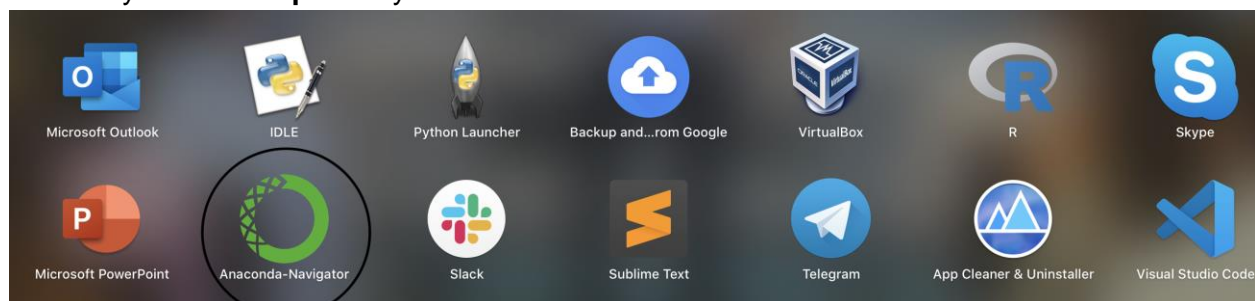 Microsoft Outlook IDLE Python Launcher Backup and...rom Google VirtualBox R Skype
Microsoft PowerPoint Anaconda-Navigator Slack Sublime Text Telegram App Cleaner & Uninstaller Visual Studio Code